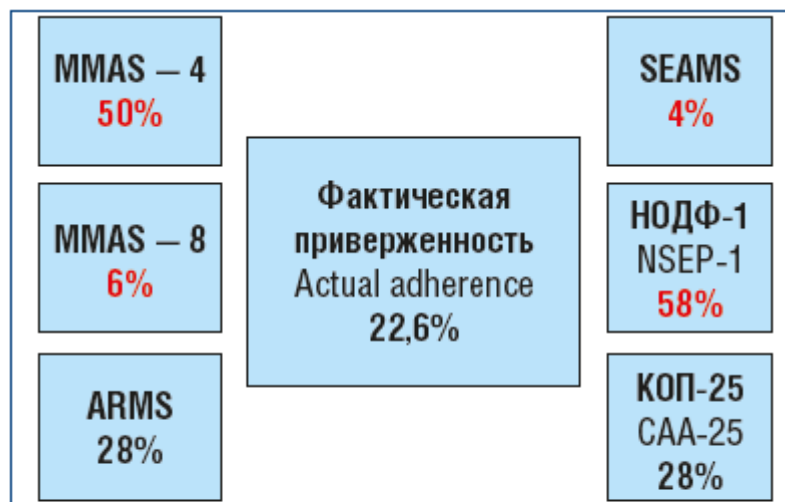 MMAS – 4
50%
MMAS – 8
6%
ARMS
28%
Фактическая
приверженность
Actual adherence
22,6%
SEAMS
4%
НОДФ-1
NSEP-1
58%
КОП-25
CAA-25
28%